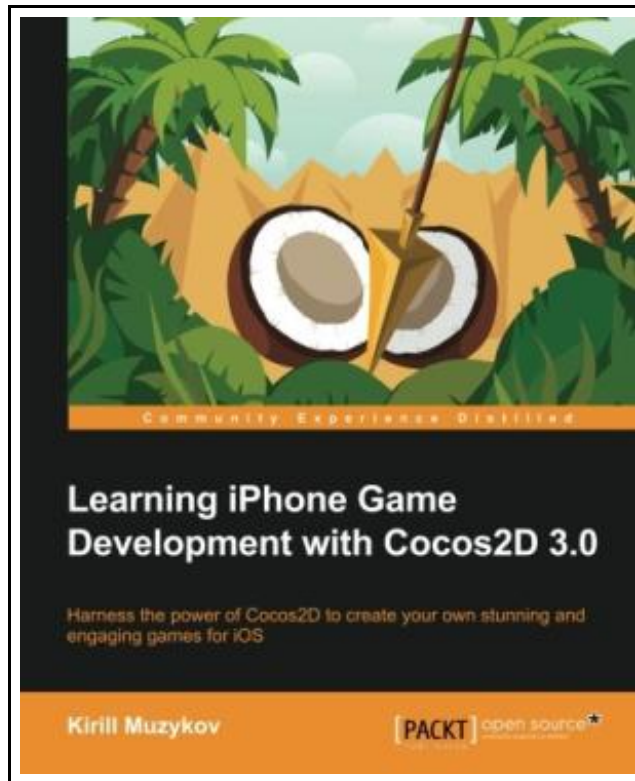 Community Experience Distilled
Learning iPhone Game
Development with Cocos2D 3.0
Harness the power of Cocos2D to create your own stunning and
engaging games for iOS
Kirill Muzykov
[PACKT] open source*